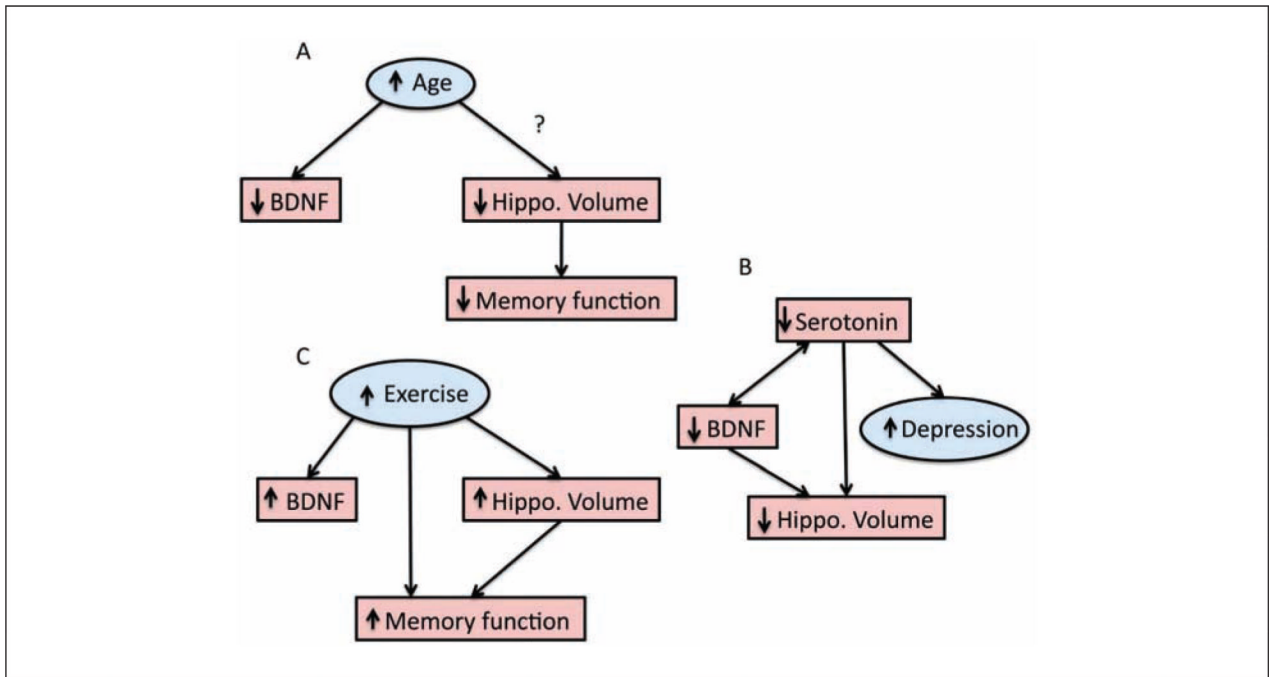 A
↑ Age
?
↓ BDNF
↓ Hippo. Volume
↓ Memory function
B
↓ Serotonin
↓ BDNF
↑ Depression
↓ Hippo. Volume
C
↑ Exercise
↑ BDNF
↑ Hippo. Volume
↑ Memory function